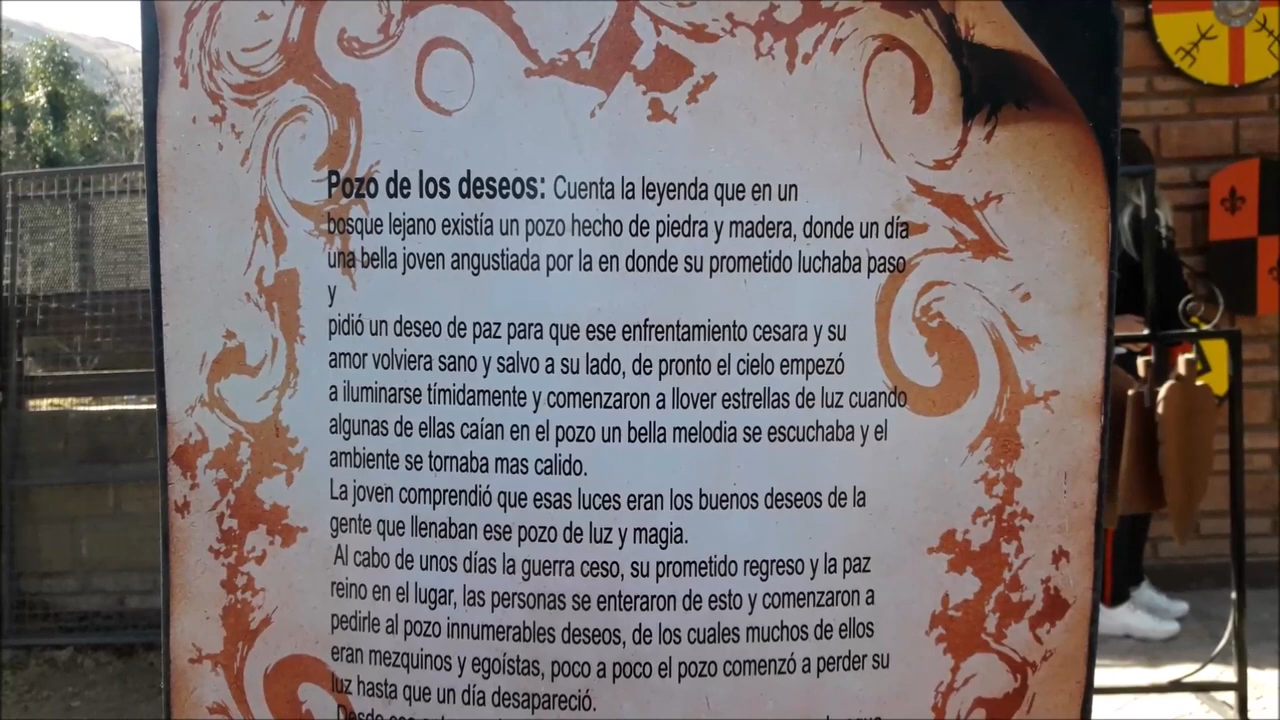 Pozo de los deseos: Cuenta la leyenda que en un
bosque lejano existía un pozo hecho de piedra y madera, donde un día
una bella joven angustiada por la en donde su prometido luchaba paso
y
pidió un deseo de paz para que ese enfrentamiento cesara y su
amor volviera sano y salvo a su lado, de pronto el cielo empezó
a iluminarse tímidamente y comenzaron a llover estrellas de luz cuando
algunas de ellas caían en el pozo un bella melodia se escuchaba y el
ambiente se tornaba mas calido.
La joven comprendió que esas luces eran los buenos deseos de la
gente que llenaban ese pozo de luz y magia.
Al cabo de unos días la guerra ceso, su prometido regreso y la paz
reino en el lugar, las personas se enteraron de esto y comenzaron a
pedirle al pozo innumerables deseos, de los cuales muchos de ellos
eran mezquinos y egoístas, poco a poco el pozo comenzó a perder su
luz hasta que un día desapareció.
Desde